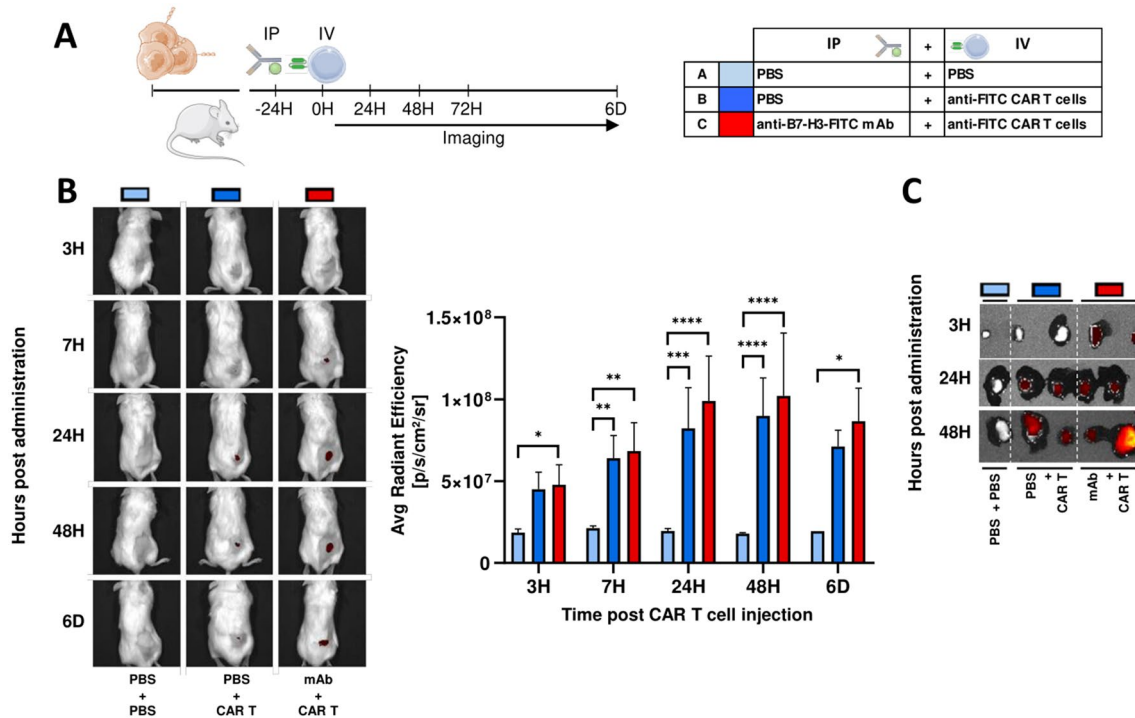 A
IP IV
-24H 0H 24H 48H 72H 6D
Imaging
IP + IV
A PBS + PBS
B PBS + anti-FITC CAR T cells
C anti-B7-H3-FITC mAb + anti-FITC CAR T cells
B
Hours post administration
3H
7H
24H
48H
6D
PBS
+
PBS
PBS
+
CAR T
mAb
+
CAR T
Avg Radiant Efficiency
[p/s/cm²/sr]
1.5×10⁸
1×10⁸
5×10⁷
0
*
**
**
****
***
****
****
*
3H 7H 24H 48H 6D
Time post CAR T cell injection
C
Hours post administration
3H
24H
48H
PBS + PBS
PBS
+
CAR T
mAb
+
CAR T